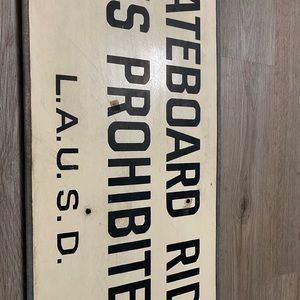 ATEBOARD RID
S PROHIBITE
L.A.U.S.D.